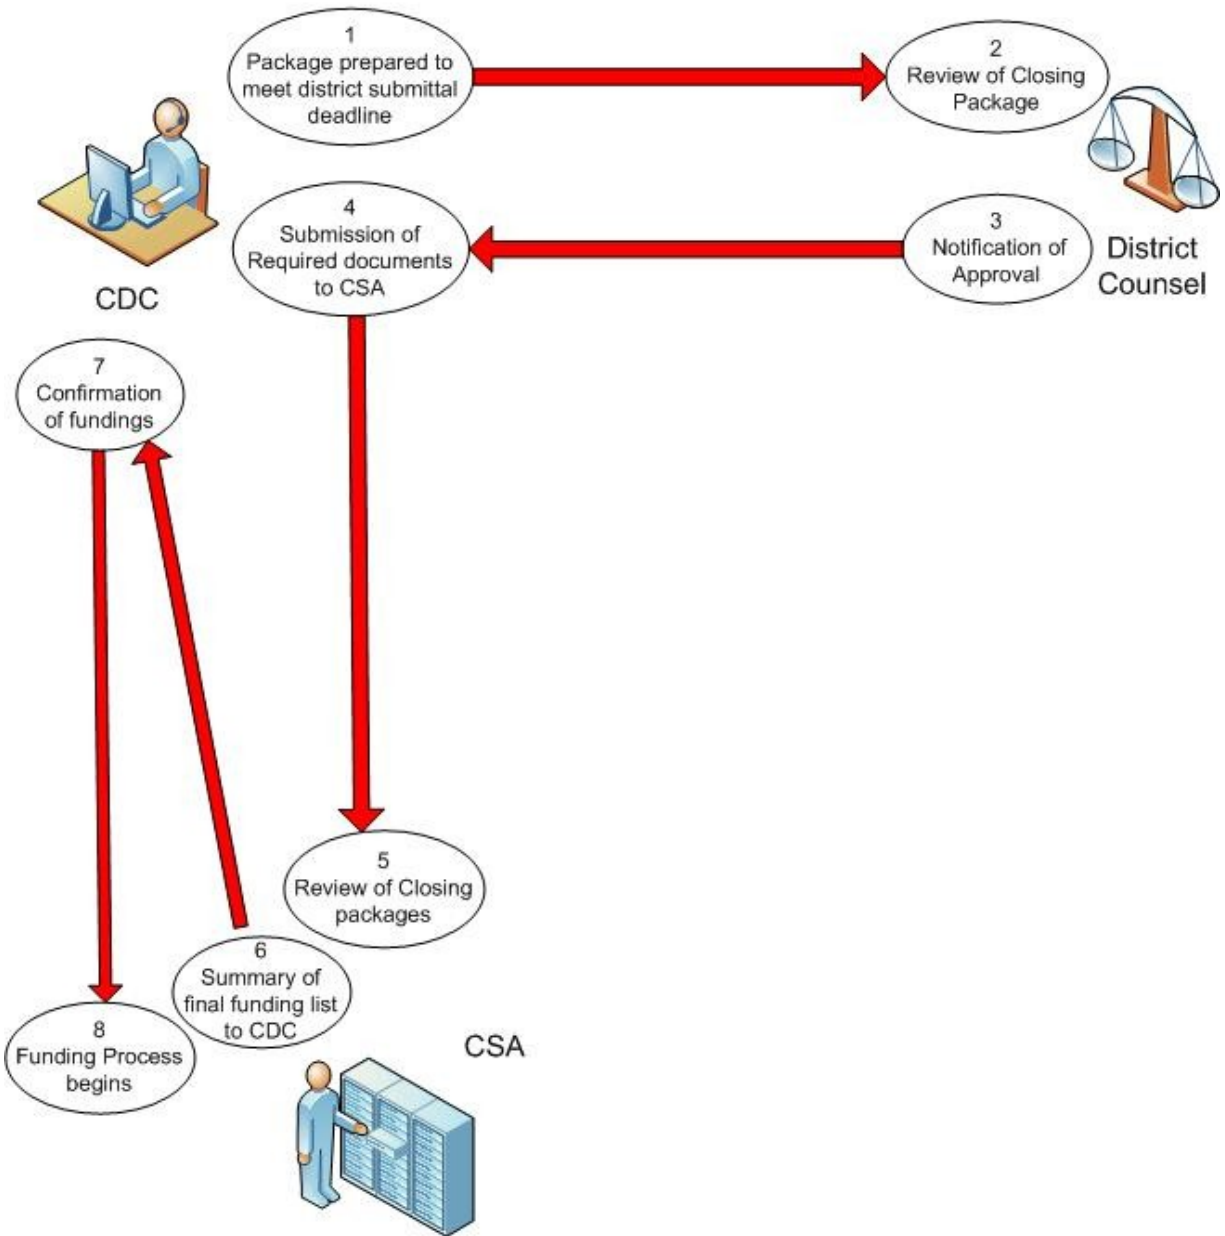 1
Package prepared to
meet district submittal
deadline
2
Review of Closing
Package
3
Notification of
Approval
District
Counsel
4
Submission of
Required documents
to CSA
CDC
7
Confirmation
of fundings
5
Review of Closing
packages
6
Summary of
final funding list
to CDC
8
Funding Process
begins
CSA